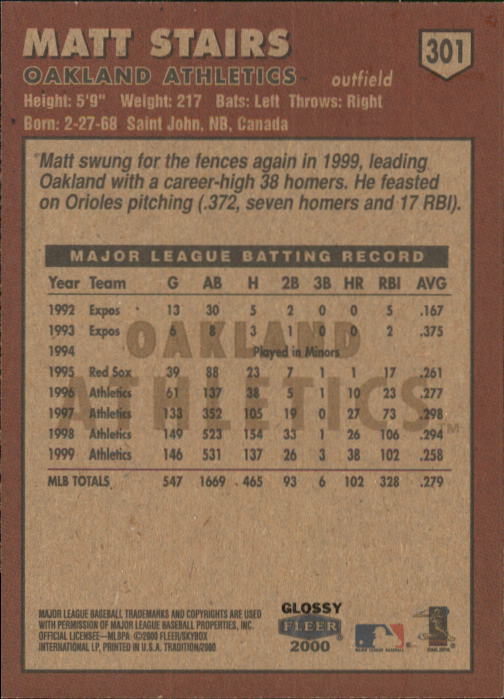 MATT STAIRS
301
OAKLAND ATHLETICS outfield
Height: 5'9" Weight: 217 Bats: Left Throws: Right
Born: 2-27-68 Saint John, NB, Canada
Matt swung for the fences again in 1999, leading
Oakland with a career-high 38 homers. He feasted
on Orioles pitching (.372, seven homers and 17 RBI).
MAJOR LEAGUE BATTING RECORD
Year Team G AB H 2B 3B HR RBI AVG
1992 Expos 13 30 5 2 0 0 5 .167
1993 Expos 6 8 3 1 0 0 2 .375
1994 Played in Minors
1995 Red Sox 39 88 23 7 1 1 17 .261
1996 Athletics 61 137 38 5 1 10 23 .277
1997 Athletics 133 352 105 19 0 27 73 .298
1998 Athletics 149 523 154 33 1 26 106 .294
1999 Athletics 146 531 137 26 3 38 102 .258
MLB TOTALS 547 1669 465 93 6 102 328 .279
OAKLAND
ATHLETICS™
MAJOR LEAGUE BASEBALL TRADEMARKS AND COPYRIGHTS ARE USED
WITH PERMISSION OF MAJOR LEAGUE BASEBALL PROPERTIES, INC.
OFFICIAL LICENSEE—MLBPA ©2000 FLEER/SKYBOX
INTERNATIONAL LP, PRINTED IN U.S.A. TRADITION/2000
GLOSSY
FLEER
2000
MAJOR LEAGUE BASEBALL